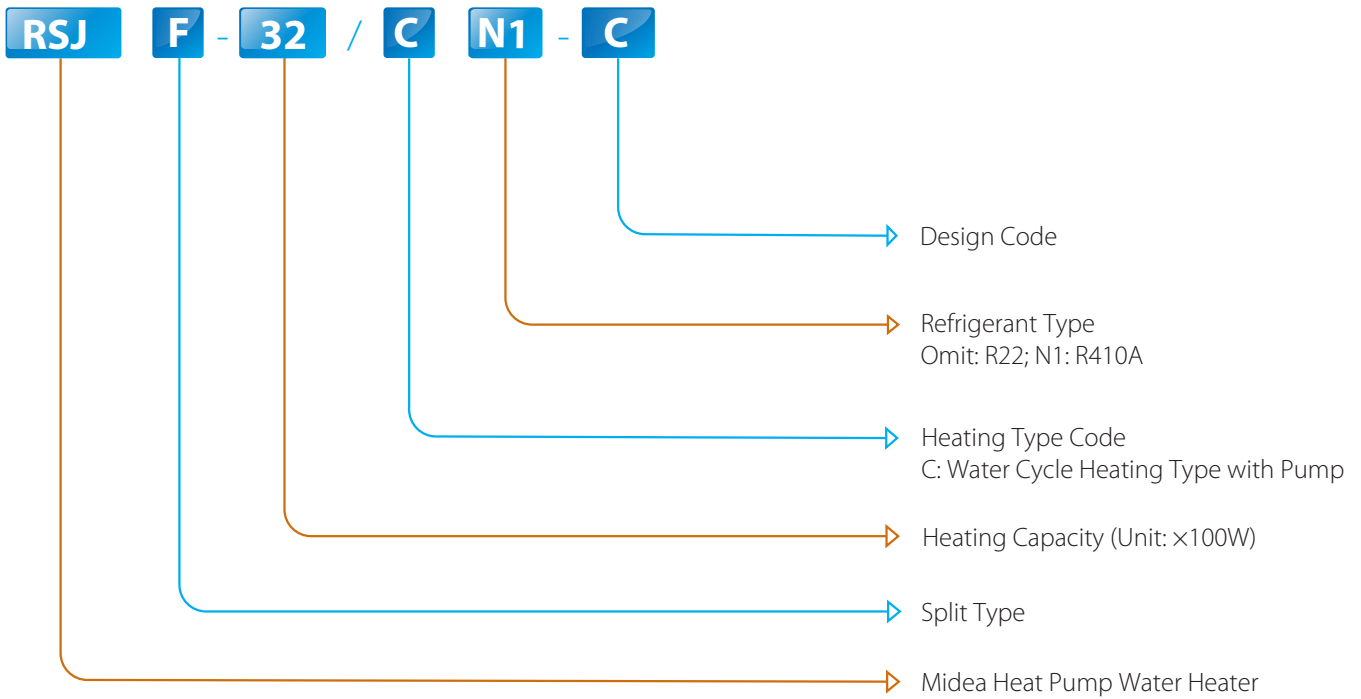 RSJ F - 32 / C N1 - C
Design Code
Refrigerant Type
Omit: R22; N1: R410A
Heating Type Code
C: Water Cycle Heating Type with Pump
Heating Capacity (Unit: ×100W)
Split Type
Midea Heat Pump Water Heater